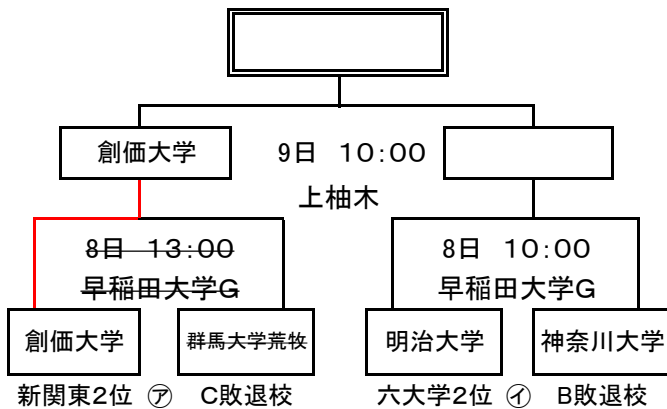 創価大学
9日 10:00
上柚木
8日 13:00
早稲田大学G
8日 10:00
早稲田大学G
創価大学
群馬大学荒牧
明治大学
神奈川大学
新関東2位 ㋐ C敗退校
六大学2位 ㋑ B敗退校